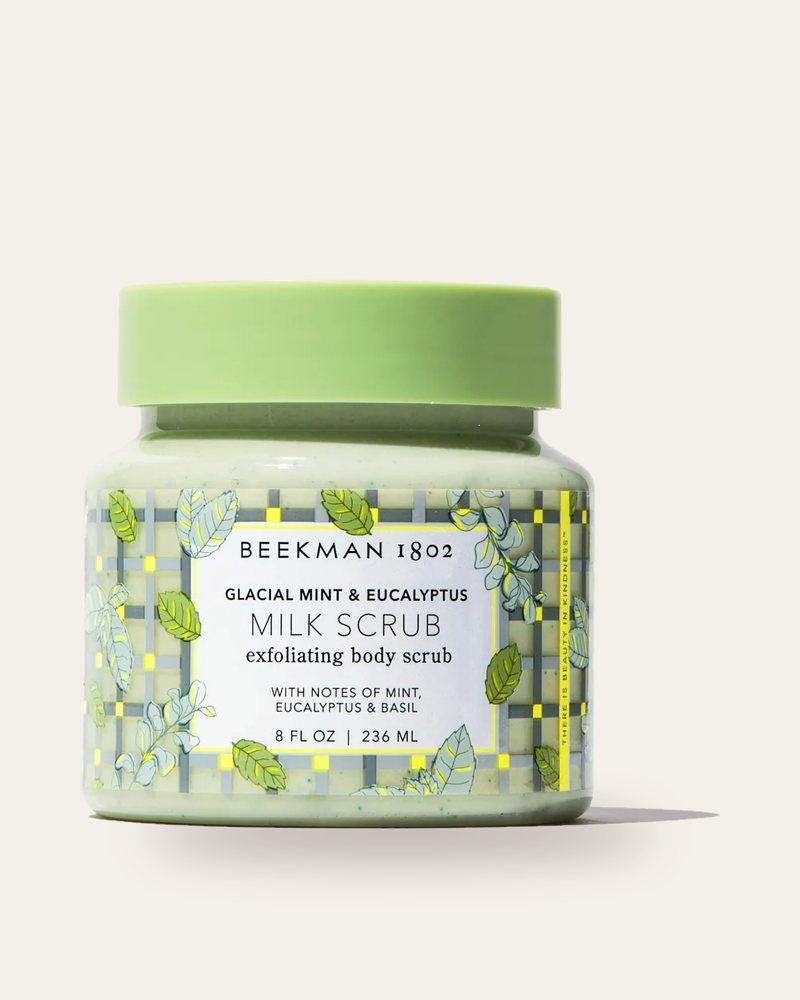 BEEKMAN 1802
GLACIAL MINT & EUCALYPTUS
MILK SCRUB
exfoliating body scrub
WITH NOTES OF MINT,
EUCALYPTUS & BASIL
8 FL OZ | 236 ML
THERE IS BEAUTY IN KINDNESS™